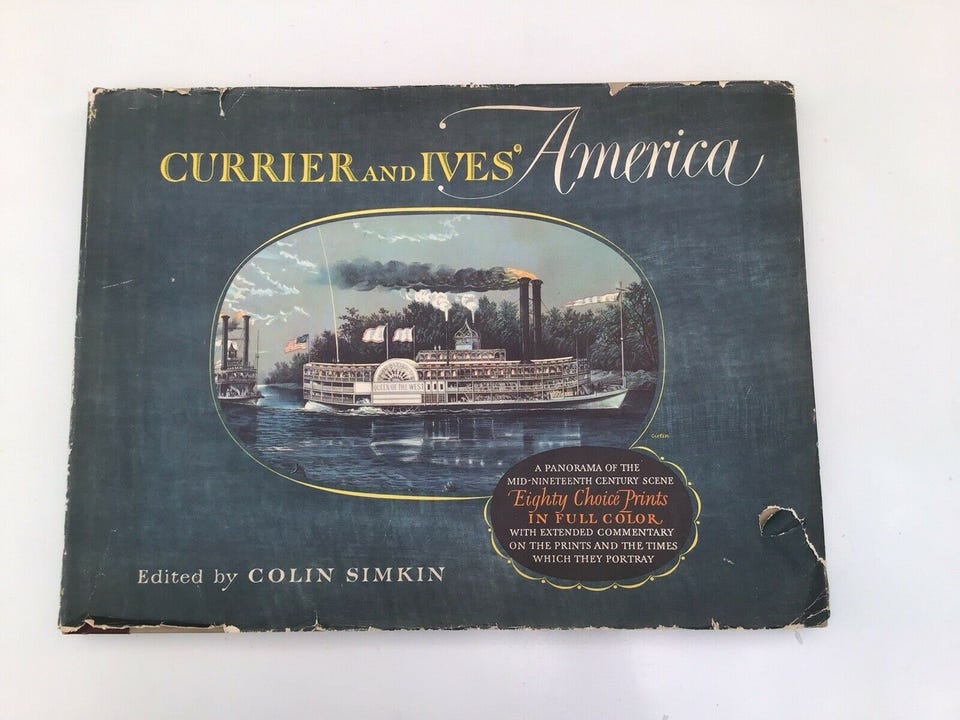 CURRIER AND IVES' America
QUEEN OF THE WEST
A PANORAMA OF THE
MID-NINETEENTH CENTURY SCENE
Eighty Choice Prints
IN FULL COLOR
WITH EXTENDED COMMENTARY
ON THE PRINTS AND THE TIMES
WHICH THEY PORTRAY
Edited by COLIN SIMKIN